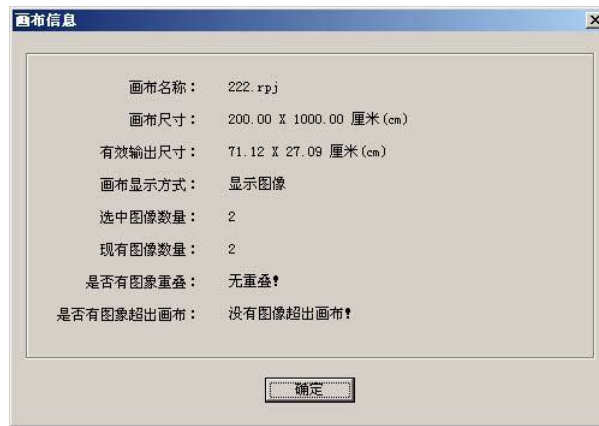 画布信息
画布名称： 222.rpj
画布尺寸： 200.00 X 1000.00 厘米(cm)
有效输出尺寸： 71.12 X 27.09 厘米(cm)
画布显示方式： 显示图像
选中图像数量： 2
现有图像数量： 2
是否有图象重叠： 无重叠!
是否有图象超出画布： 没有图像超出画布!
确定